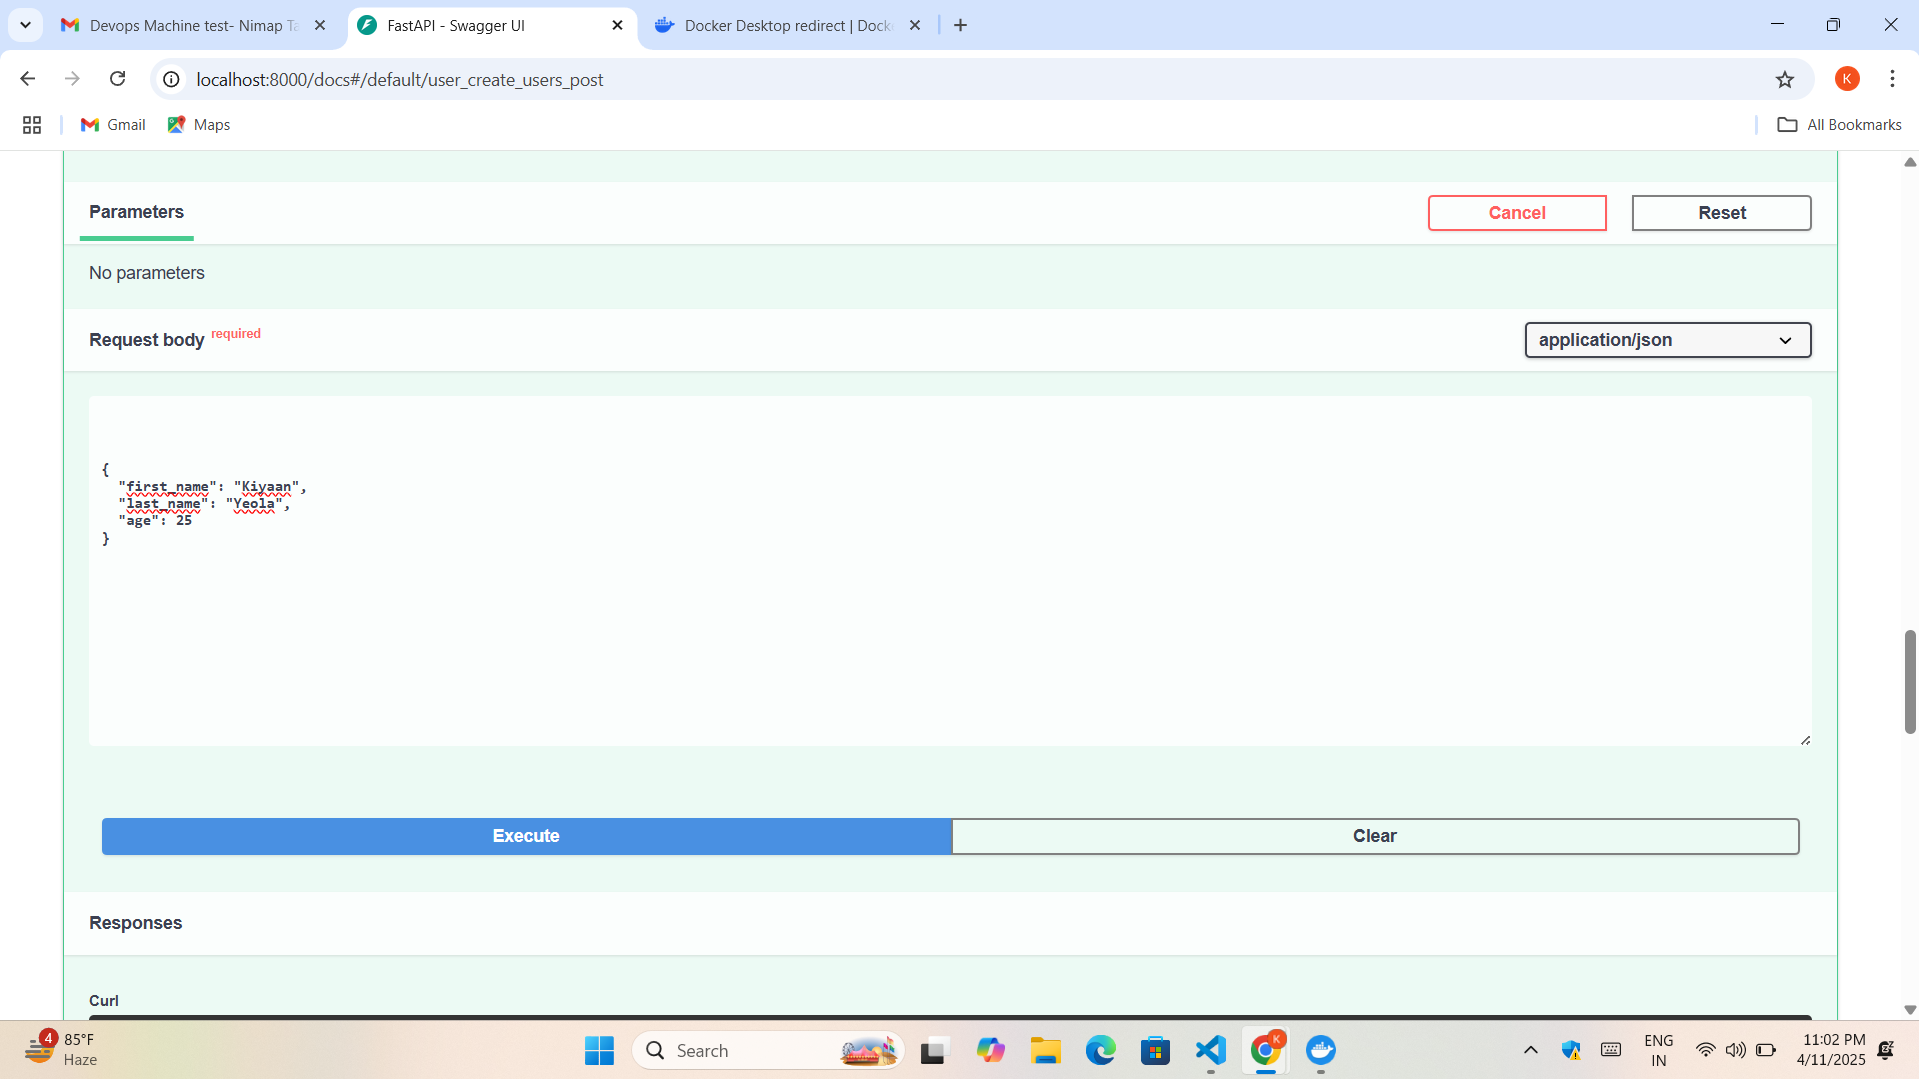 Devops Machine test- Nimap Ta
FastAPI - Swagger UI
Docker Desktop redirect | Docke
localhost:8000/docs#/default/user_create_users_post
K
Gmail
Maps
All Bookmarks
Parameters
Cancel
Reset
No parameters
Request body required
application/json
{
"first_name": "Kiyaan",
"last_name": "Yeola",
"age": 25
}
Execute
Clear
Responses
Curl
4
85°F
Haze
Search
K
ENG
IN
11:02 PM
4/11/2025